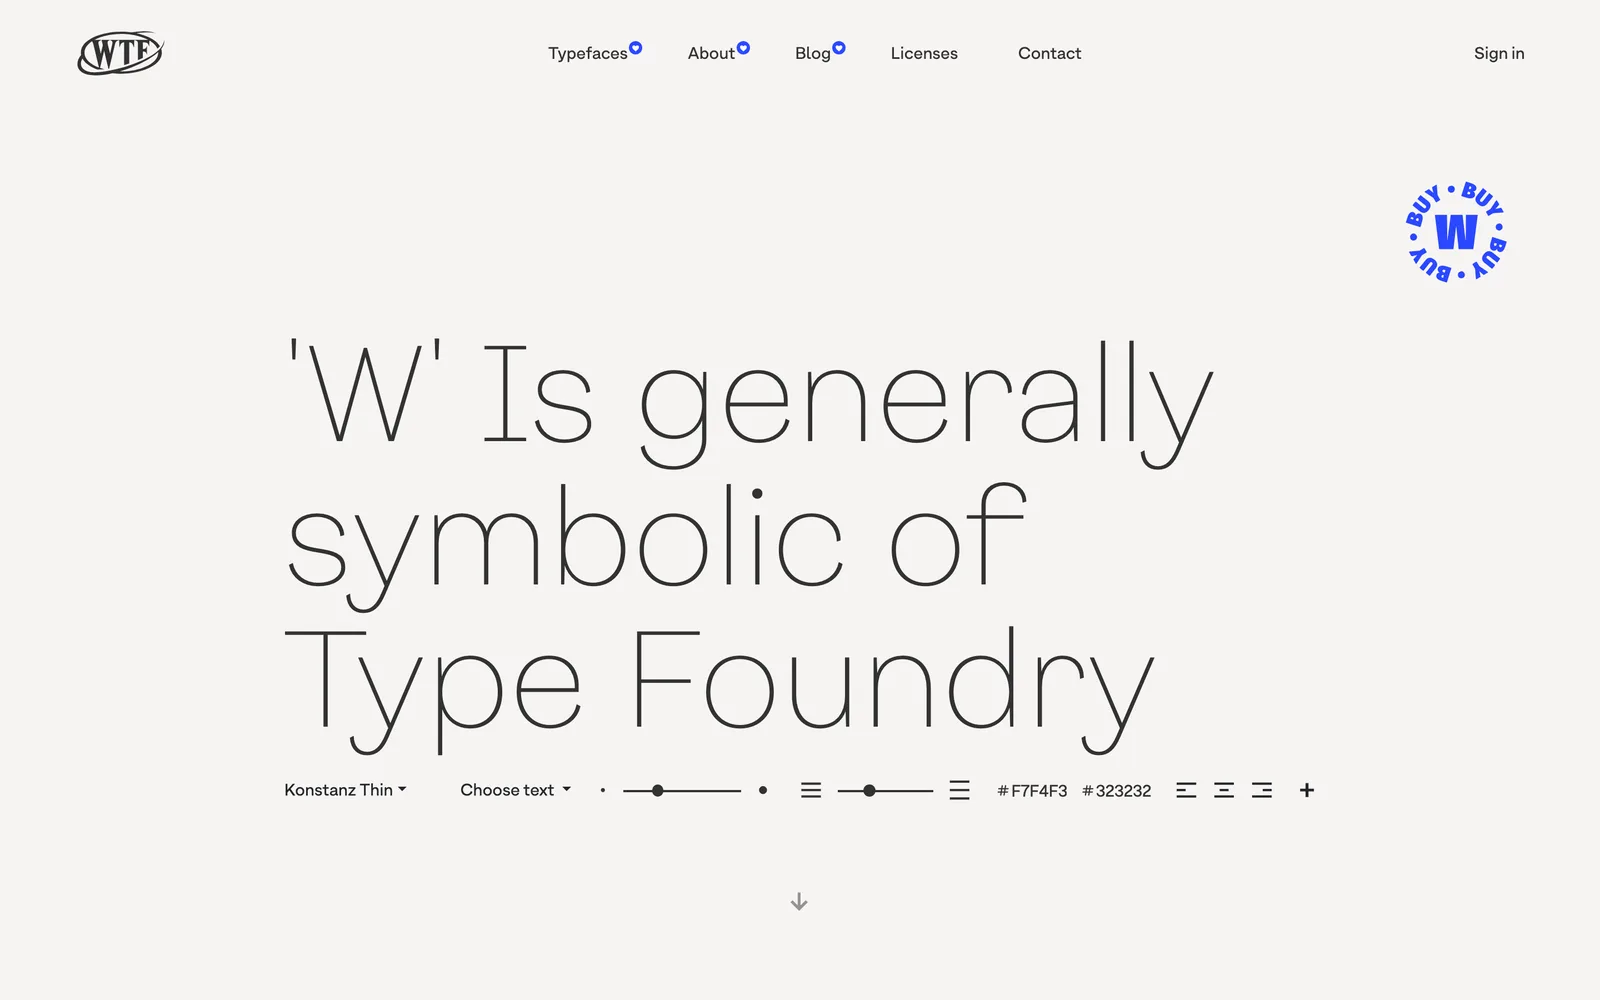 WTF
Typefaces
About
Blog
Licenses
Contact
Sign in
BUY • BUY • BUY • BUY •
W
'W' Is generally
symbolic of
Type Foundry
Konstanz Thin
Choose text
#F7F4F3
#323232